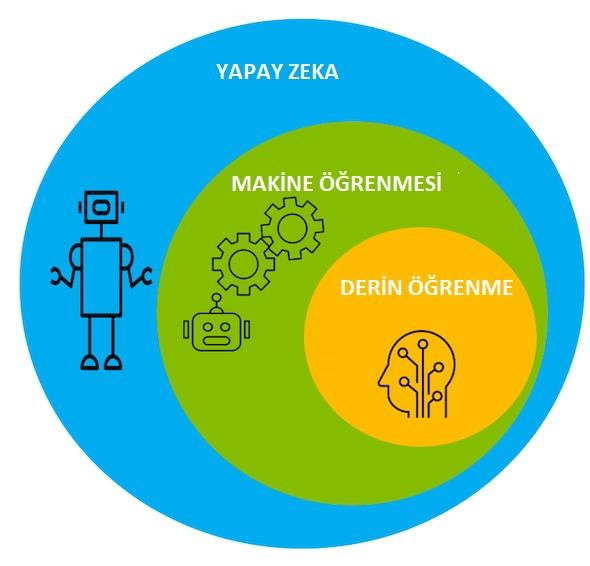 YAPAY ZEKA
MAKİNE ÖĞRENMESİ
DERİN ÖĞRENME